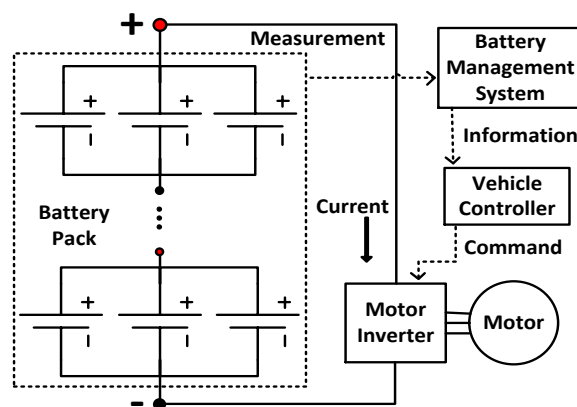 +
Measurement
Battery
Management
System
+ + +
Information
Battery
Pack
Current
Vehicle
Controller
Command
+ + +
Motor
Inverter
Motor
-